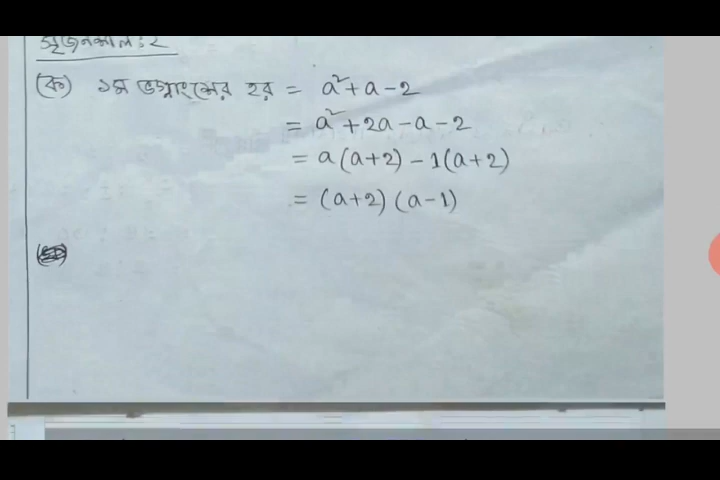 সৃজনশীল: ২
(ক) ১ম ভগ্নাংশের হর = a² + a - 2
= a² + 2a - a - 2
= a (a+2) - 1 (a+2)
= (a+2) (a-1)